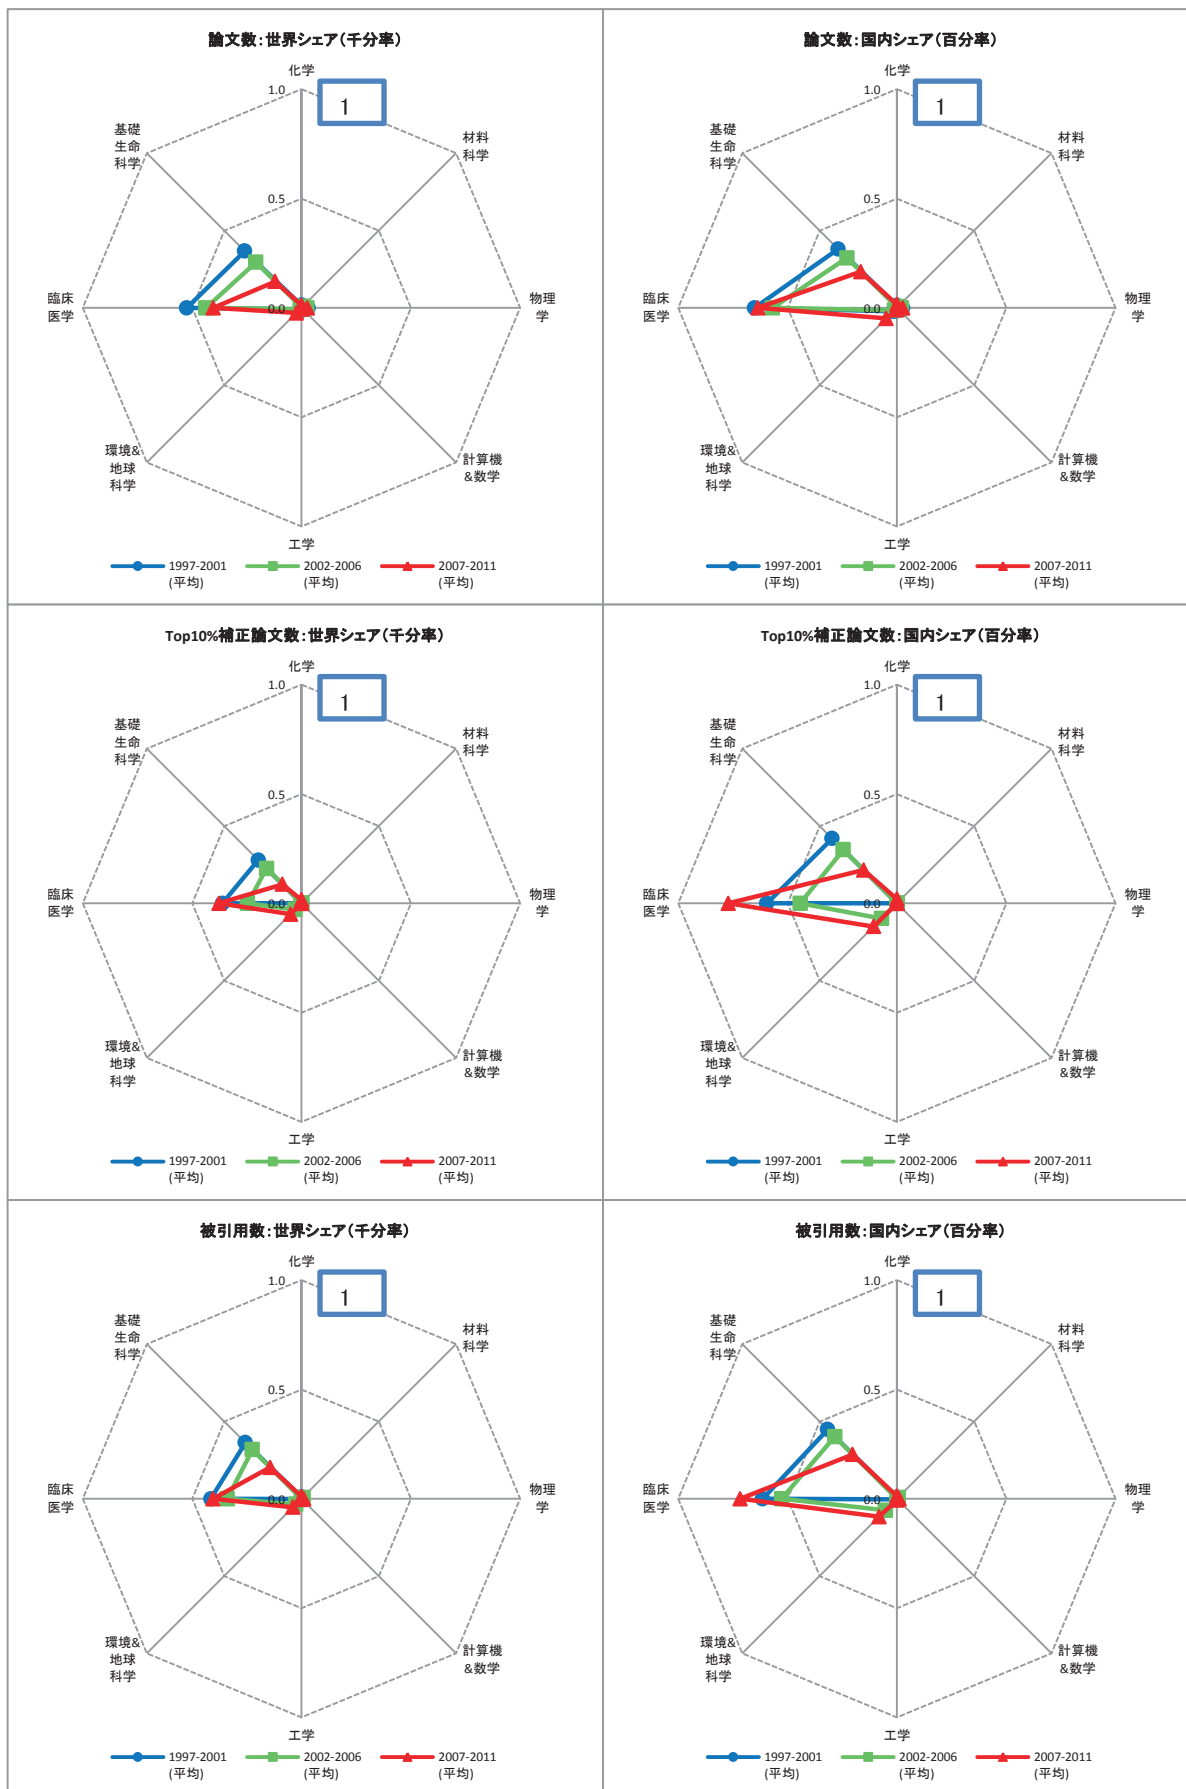 論文数:世界シェア(千分率)
化学
1.0
1
基礎
生命
科学
材料
科学
0.5
臨床
医学
0.0
物理
学
環境&
地球
科学
計算機
&数学
工学
1997-2001
(平均)
2002-2006
(平均)
2007-2011
(平均)
論文数:国内シェア(百分率)
化学
1.0
1
基礎
生命
科学
材料
科学
0.5
臨床
医学
0.0
物理
学
環境&
地球
科学
計算機
&数学
工学
1997-2001
(平均)
2002-2006
(平均)
2007-2011
(平均)
Top10%補正論文数:世界シェア(千分率)
化学
1.0
1
基礎
生命
科学
材料
科学
0.5
臨床
医学
0.0
物理
学
環境&
地球
科学
計算機
&数学
工学
1997-2001
(平均)
2002-2006
(平均)
2007-2011
(平均)
Top10%補正論文数:国内シェア(百分率)
化学
1.0
1
基礎
生命
科学
材料
科学
0.5
臨床
医学
0.0
物理
学
環境&
地球
科学
計算機
&数学
工学
1997-2001
(平均)
2002-2006
(平均)
2007-2011
(平均)
被引用数:世界シェア(千分率)
化学
1.0
1
基礎
生命
科学
材料
科学
0.5
臨床
医学
0.0
物理
学
環境&
地球
科学
計算機
&数学
工学
1997-2001
(平均)
2002-2006
(平均)
2007-2011
(平均)
被引用数:国内シェア(百分率)
化学
1.0
1
基礎
生命
科学
材料
科学
0.5
臨床
医学
0.0
物理
学
環境&
地球
科学
計算機
&数学
工学
1997-2001
(平均)
2002-2006
(平均)
2007-2011
(平均)